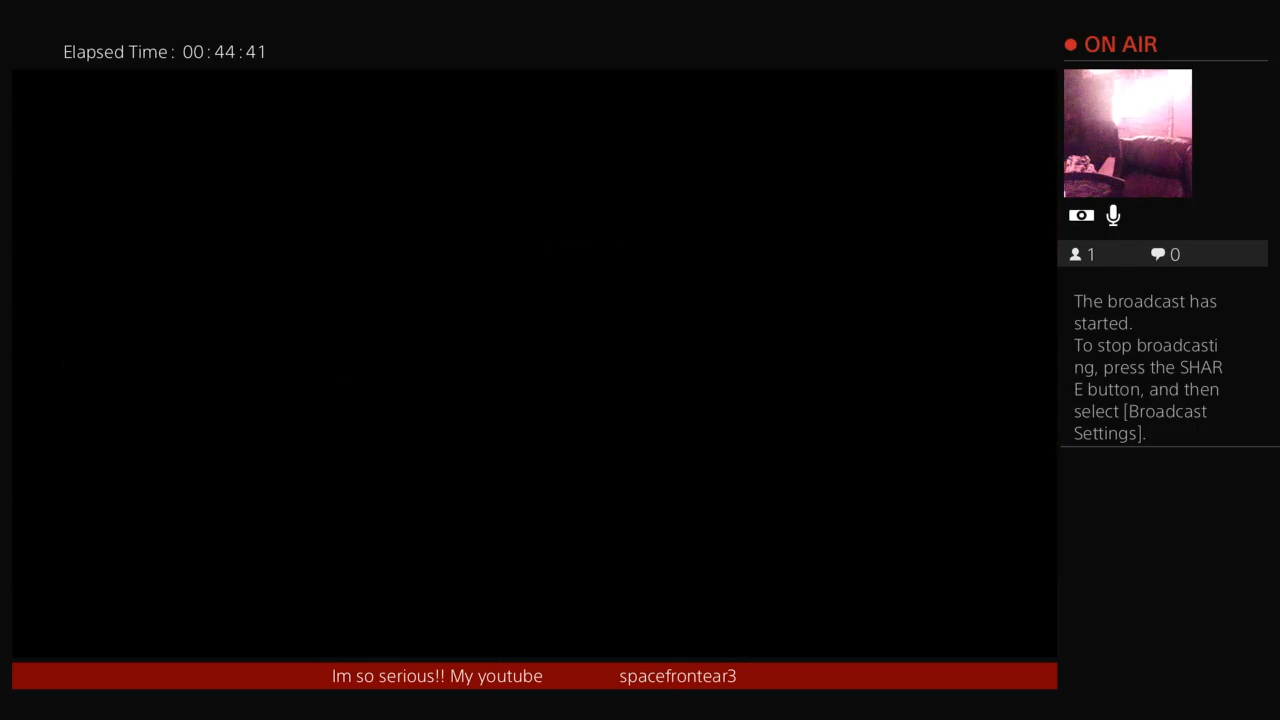 Elapsed Time: 00:44:41
ON AIR
1 0
The broadcast has
started.
To stop broadcasti
ng, press the SHAR
E button, and then
select [Broadcast
Settings].
Im so serious!! My youtube spacefrontear3